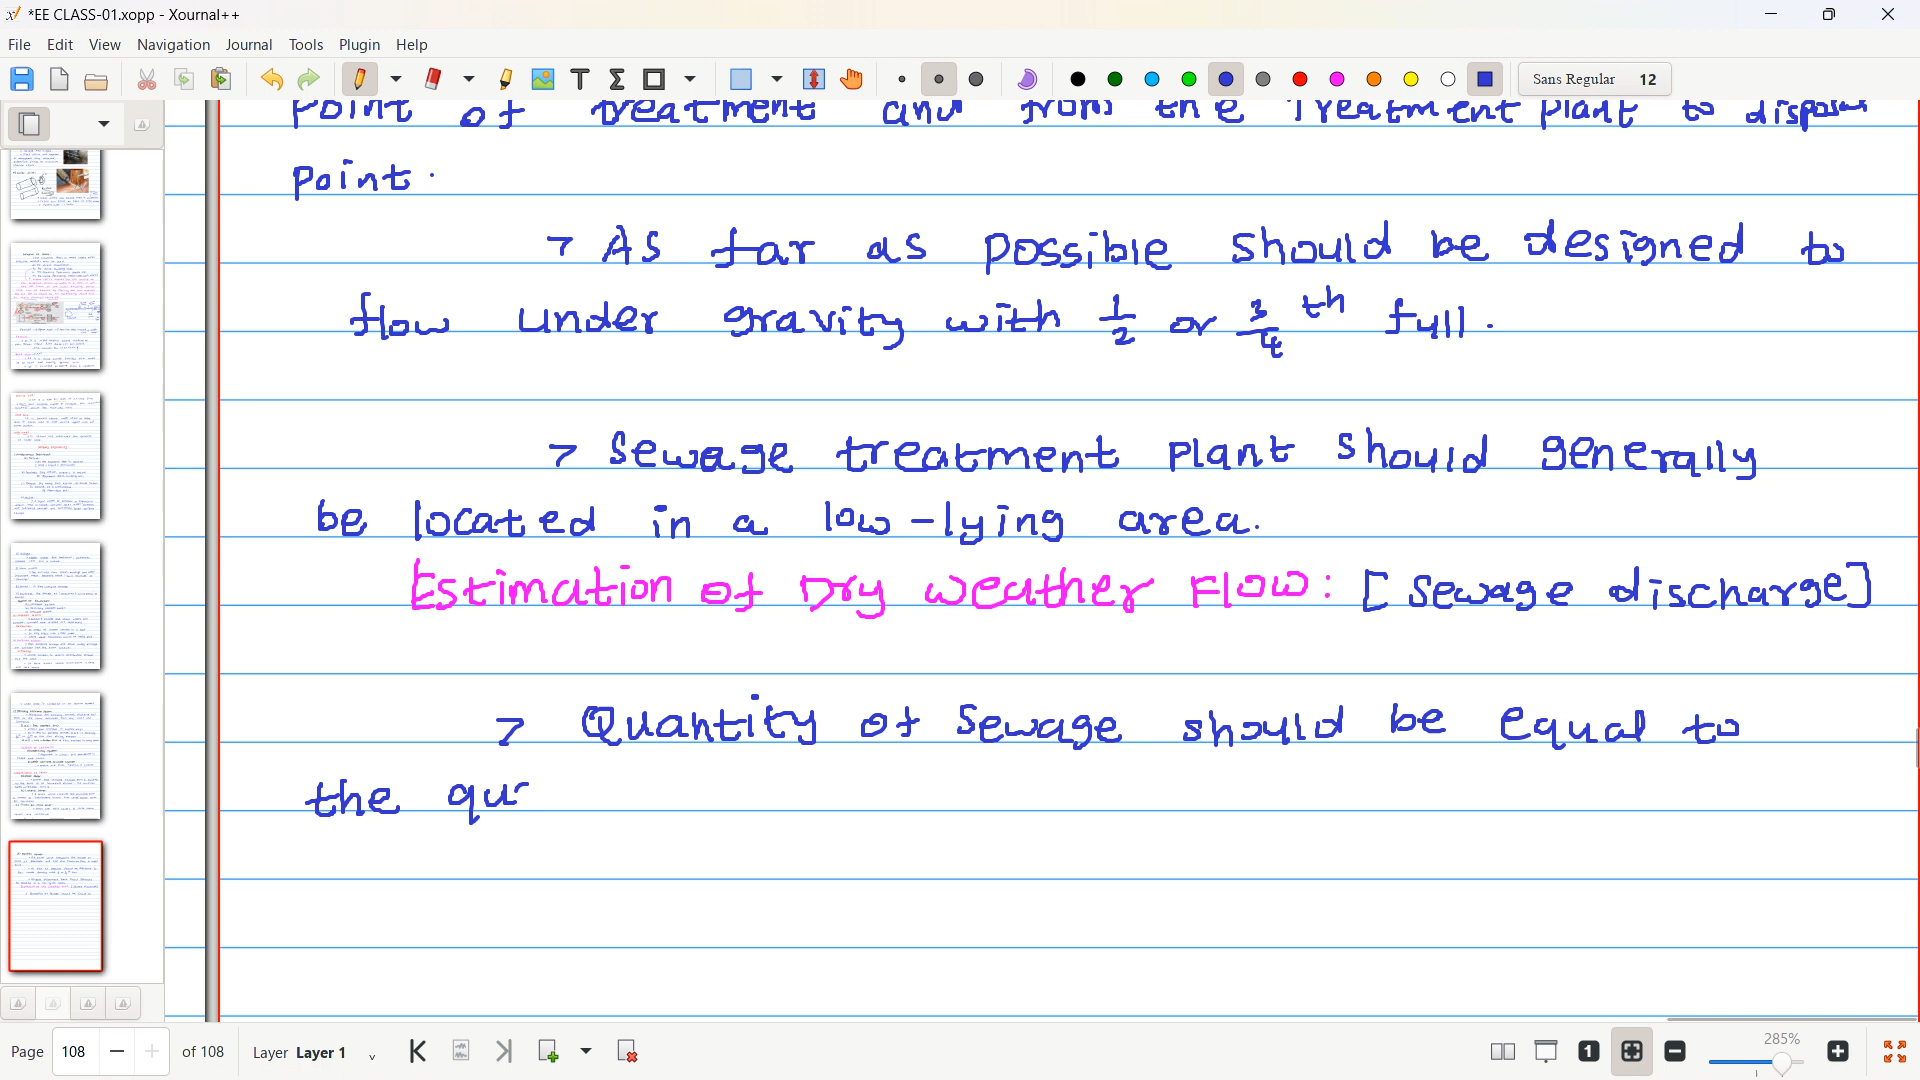 *EE CLASS-01.xopp - Xournal++
File Edit View Navigation Journal Tools Plugin Help
Sans Regular 12
point of treatment and from the Treatment plant to disposal
point.
> As far as possible should be designed to
flow under gravity with 1/2 or 3/4 th full.
> Sewage treatment plant should generally
be located in a low-lying area.
Estimation of Dry weather Flow: [Sewage discharge]
> Quantity of Sewage should be equal to
the qu
Page 108 of 108 Layer Layer 1 285%